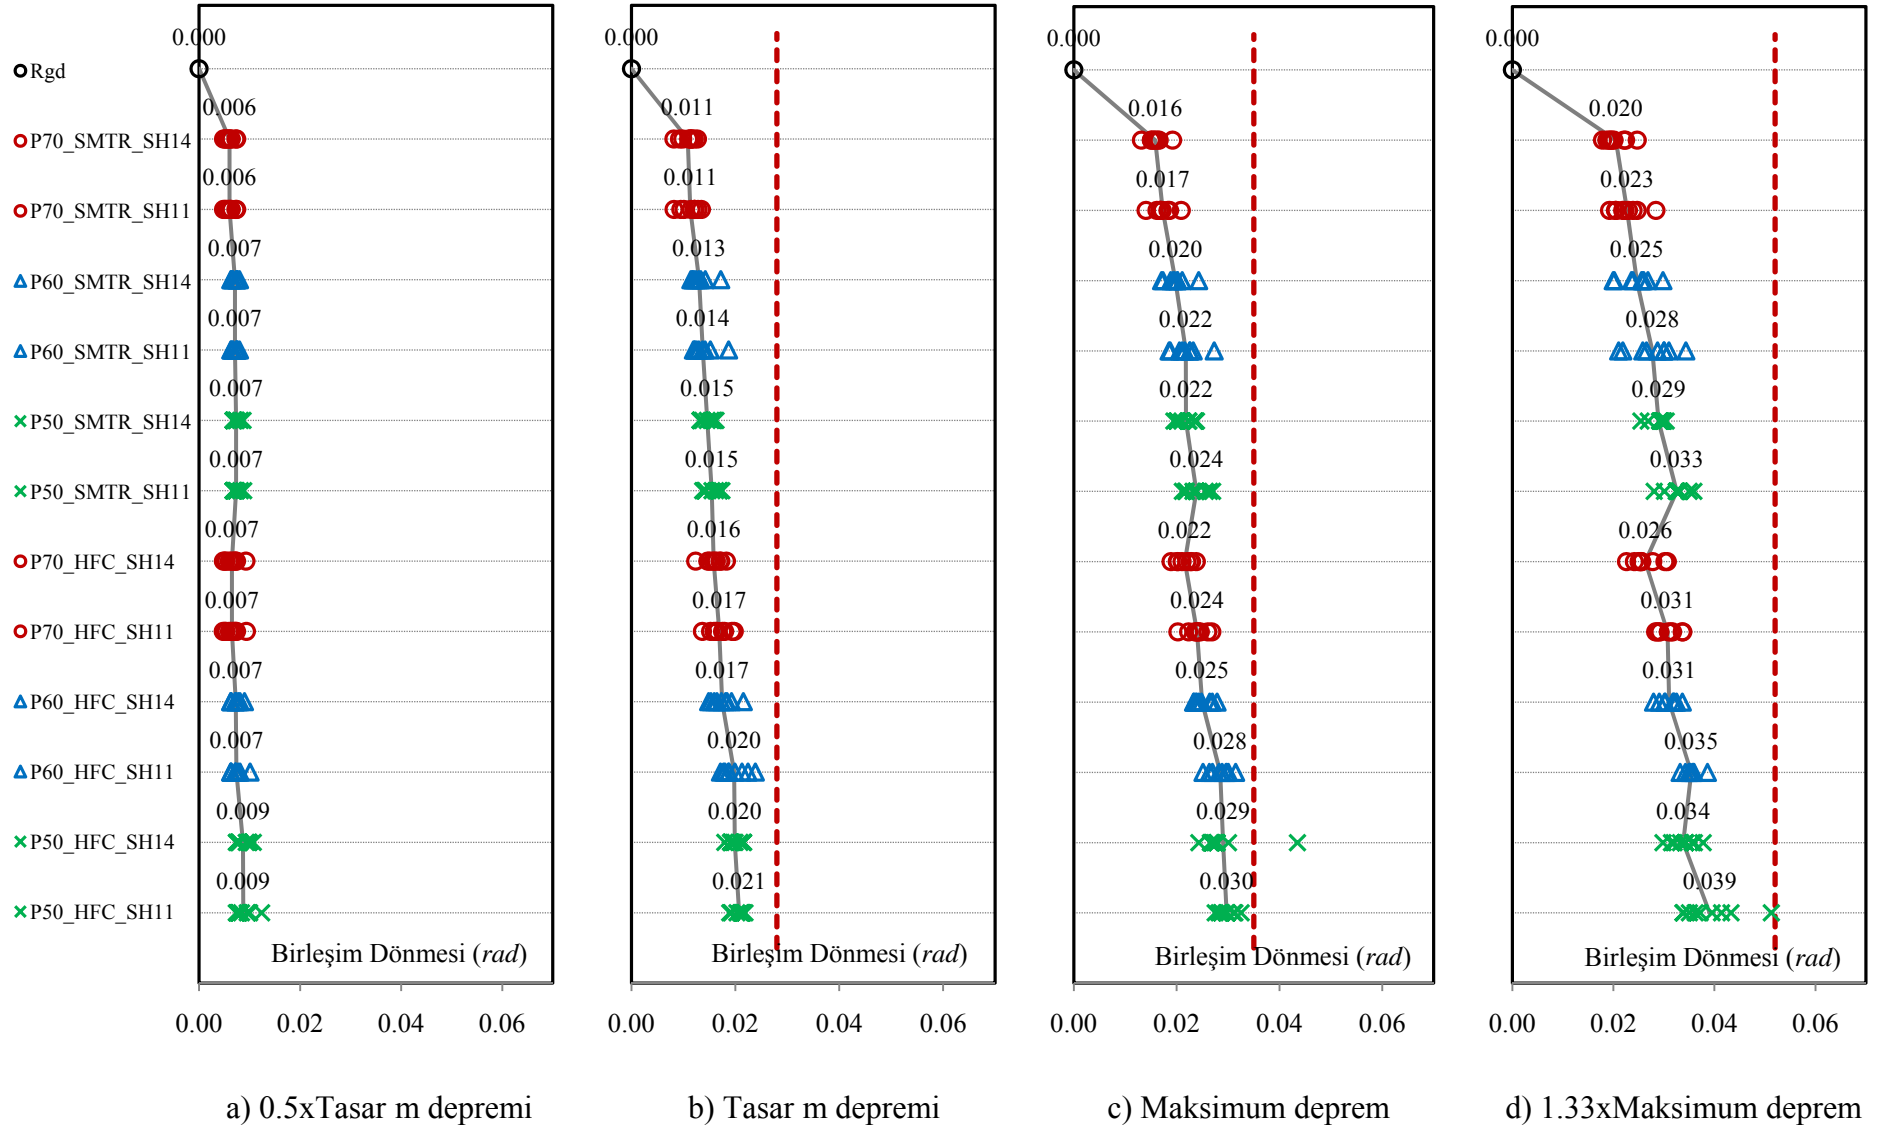 0.000 0.000 0.000 0.000
Rgd
0.006 0.011 0.016 0.020
P70_SMTR_SH14
0.006 0.011 0.017 0.023
P70_SMTR_SH11
0.007 0.013 0.020 0.025
P60_SMTR_SH14
0.007 0.014 0.022 0.028
P60_SMTR_SH11
0.007 0.015 0.022 0.029
P50_SMTR_SH14
0.007 0.015 0.024 0.033
P50_SMTR_SH11
0.007 0.016 0.022 0.026
P70_HFC_SH14
0.007 0.017 0.024 0.031
P70_HFC_SH11
0.007 0.017 0.025 0.031
P60_HFC_SH14
0.007 0.020 0.028 0.035
P60_HFC_SH11
0.009 0.020 0.029 0.034
P50_HFC_SH14
0.009 0.021 0.030 0.039
P50_HFC_SH11
Birleşim Dönmesi (rad) Birleşim Dönmesi (rad) Birleşim Dönmesi (rad) Birleşim Dönmesi (rad)
0.00 0.02 0.04 0.06 0.00 0.02 0.04 0.06 0.00 0.02 0.04 0.06 0.00 0.02 0.04 0.06
a) 0.5xTasar m depremi b) Tasar m depremi c) Maksimum deprem d) 1.33xMaksimum deprem